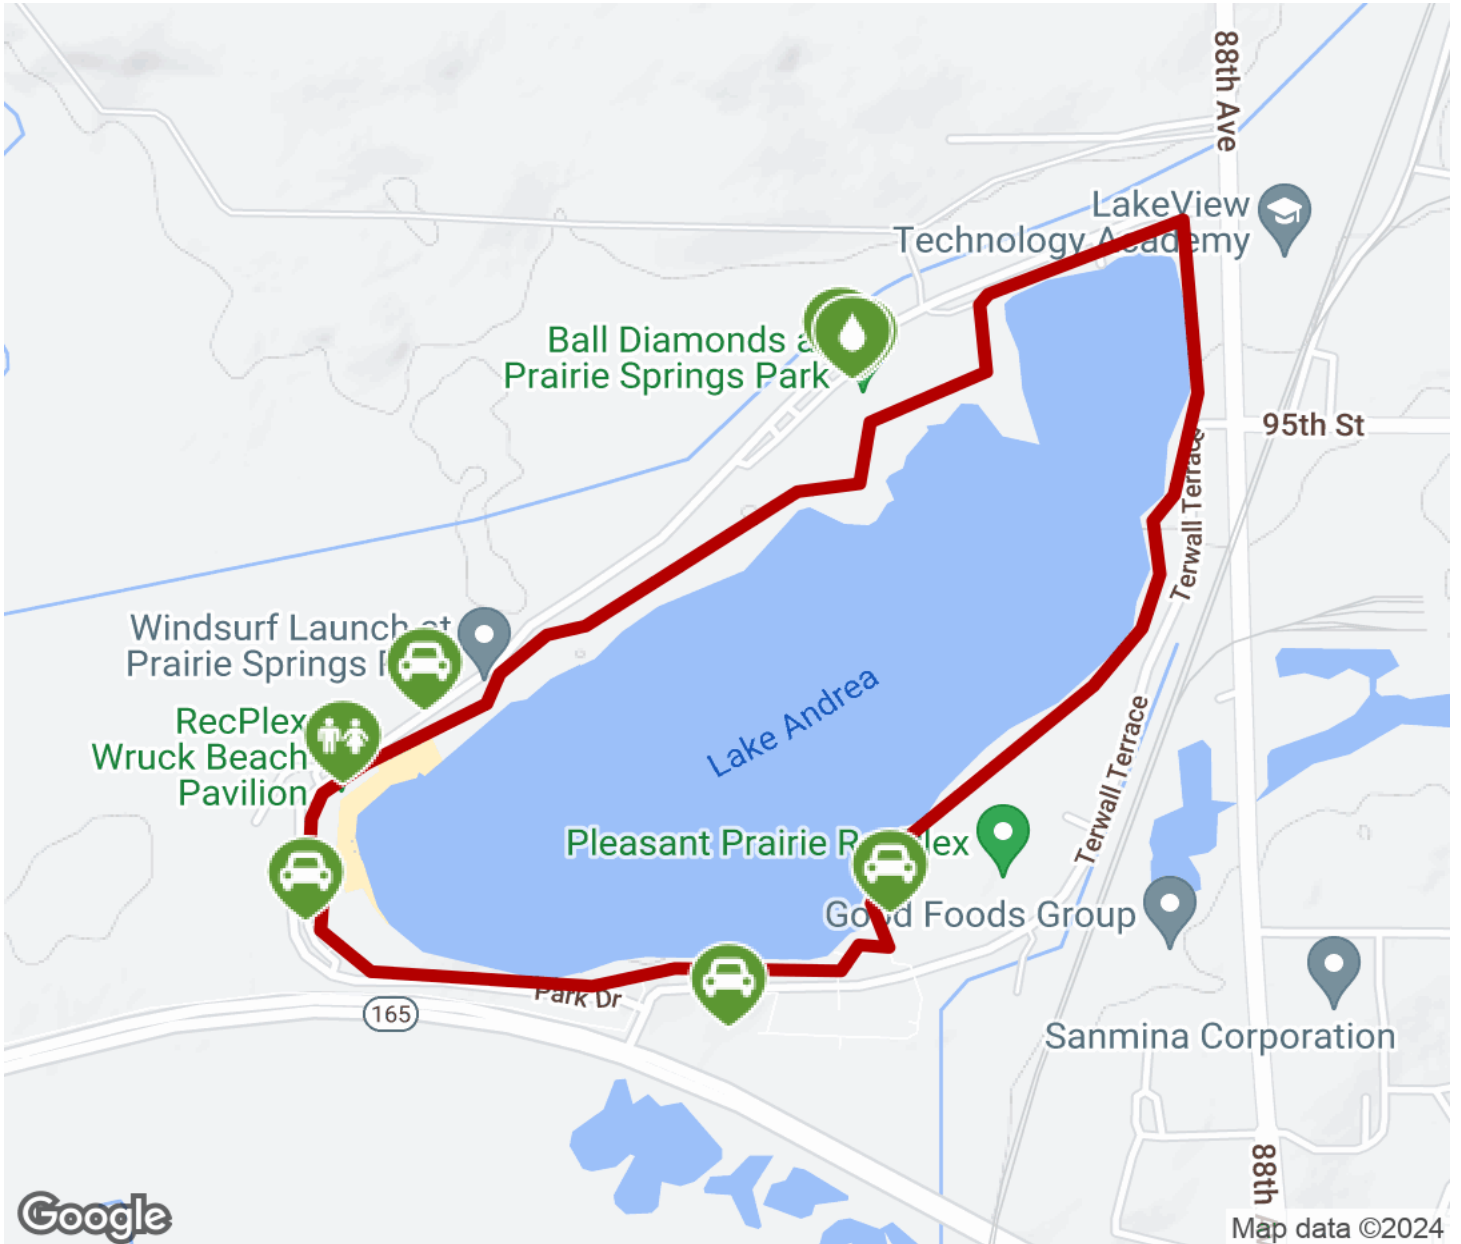 88th Ave
LakeView
Technology Academy
Ball Diamonds a
Prairie Springs Park
95th St
Terwall Terrace
Windsurf Launch at
Prairie Springs P
RecPlex
Wruck Beach
Pavilion
Lake Andrea
Terwall Terrace
Pleasant Prairie RecPlex
Good Foods Group
Park Dr
165
Sanmina Corporation
88th
Google
Map data ©2024